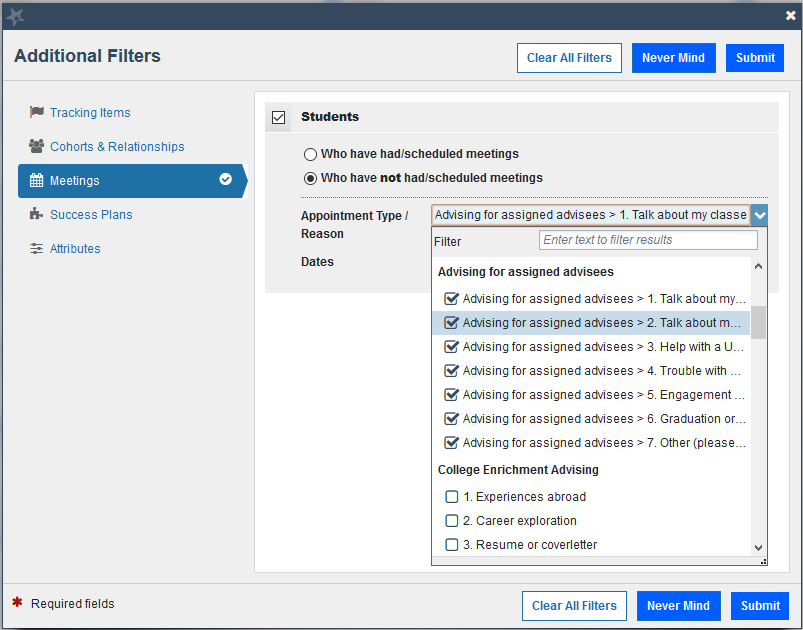 Additional Filters
Clear All Filters
Never Mind
Submit
Tracking Items
Cohorts & Relationships
Meetings
Success Plans
Attributes
Students
Who have had/scheduled meetings
Who have not had/scheduled meetings
Appointment Type /
Reason
Advising for assigned advisees > 1. Talk about my classe
Dates
Filter
Enter text to filter results
Advising for assigned advisees
Advising for assigned advisees > 1. Talk about my...
Advising for assigned advisees > 2. Talk about m...
Advising for assigned advisees > 3. Help with a U...
Advising for assigned advisees > 4. Trouble with ...
Advising for assigned advisees > 5. Engagement ...
Advising for assigned advisees > 6. Graduation or...
Advising for assigned advisees > 7. Other (please...
College Enrichment Advising
1. Experiences abroad
2. Career exploration
3. Resume or coverletter
* Required fields
Clear All Filters
Never Mind
Submit